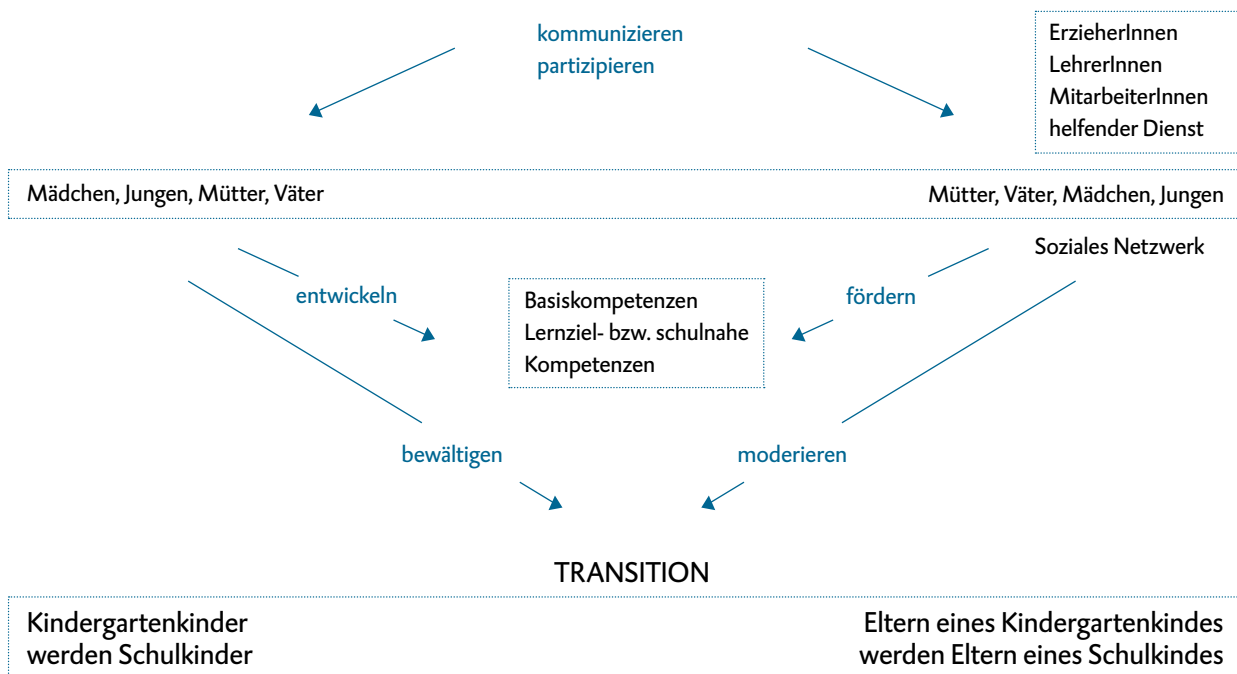 kommunizieren
partizipieren
ErzieherInnen
LehrerInnen
MitarbeiterInnen
helfender Dienst
Mädchen, Jungen, Mütter, Väter
Mütter, Väter, Mädchen, Jungen
Soziales Netzwerk
entwickeln
Basiskompetenzen
Lernziel- bzw. schulnahe
Kompetenzen
fördern
bewältigen
moderieren
TRANSITION
Kindergartenkinder
werden Schulkinder
Eltern eines Kindergartenkindes
werden Eltern eines Schulkindes